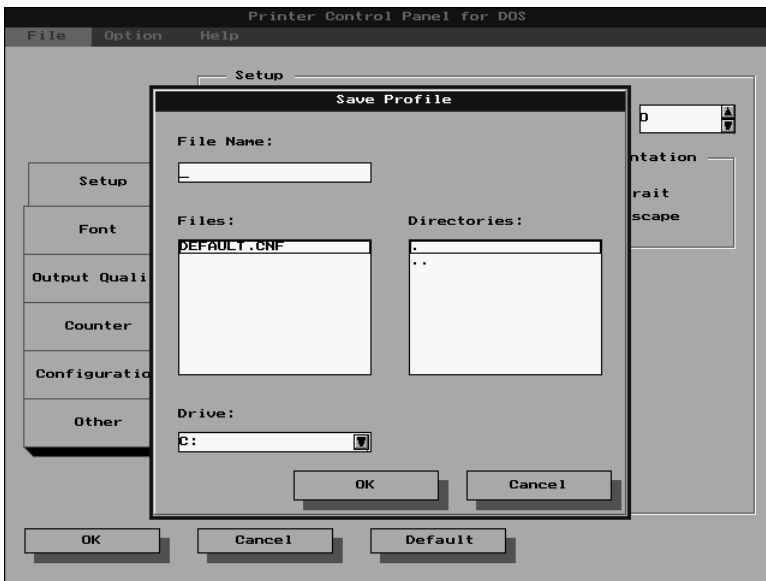 Printer Control Panel for DOS
File Option Help
Setup
Save Profile
File Name:
_
D
ntation
rait
scape
Setup
Font
Output Quali
Counter
Configuratio
Other
Files:
DEFAULT.CNF
Directories:
.
..
Drive:
C:
OK Cancel
OK Cancel Default